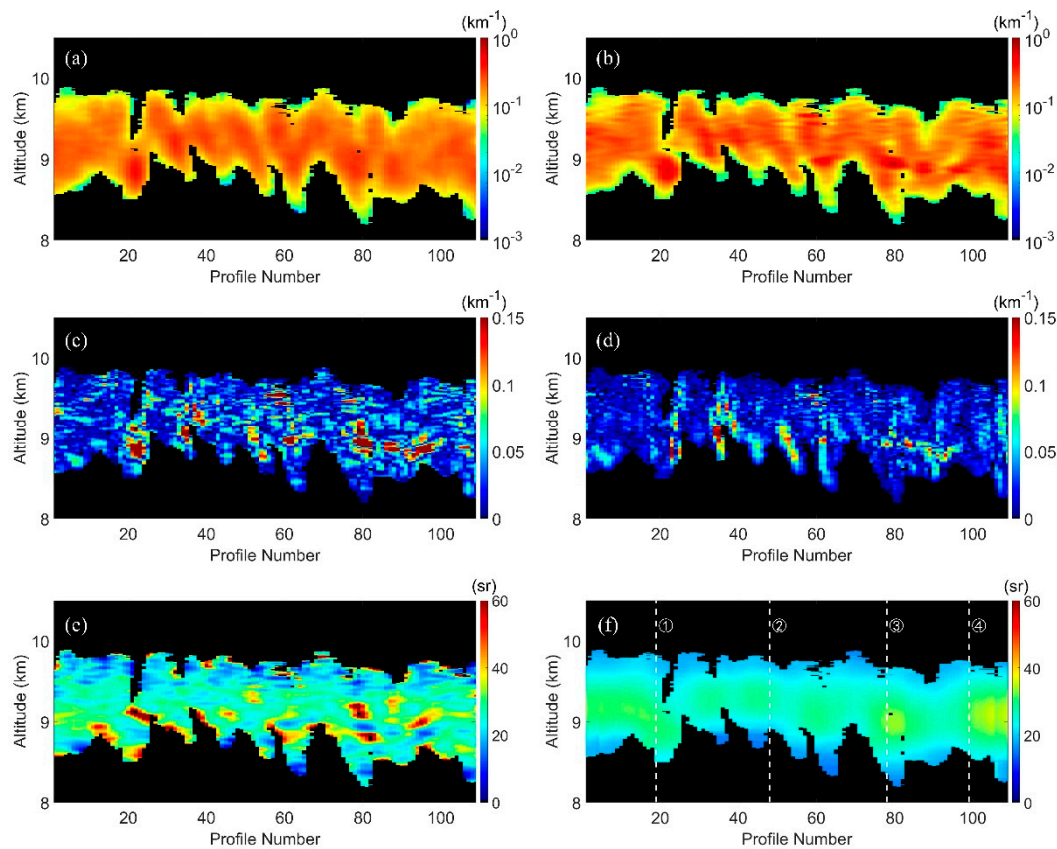 (km⁻¹) (km⁻¹)
(a) 10⁰ (b) 10⁰
10 10
10⁻¹ 10⁻¹
Altitude (km) 9 Altitude (km) 9
10⁻² 10⁻²
8 10⁻³ 8 10⁻³
20 40 60 80 100 20 40 60 80 100
Profile Number Profile Number
(km⁻¹) (km⁻¹)
(c) 0.15 (d) 0.15
10 10
0.1 0.1
Altitude (km) 9 Altitude (km) 9
0.05 0.05
8 0 8 0
20 40 60 80 100 20 40 60 80 100
Profile Number Profile Number
(sr) (sr)
(e) 60 (f) ① ② ③ ④ 60
10 10
40 40
Altitude (km) 9 Altitude (km) 9
20 20
8 0 8 0
20 40 60 80 100 20 40 60 80 100
Profile Number Profile Number